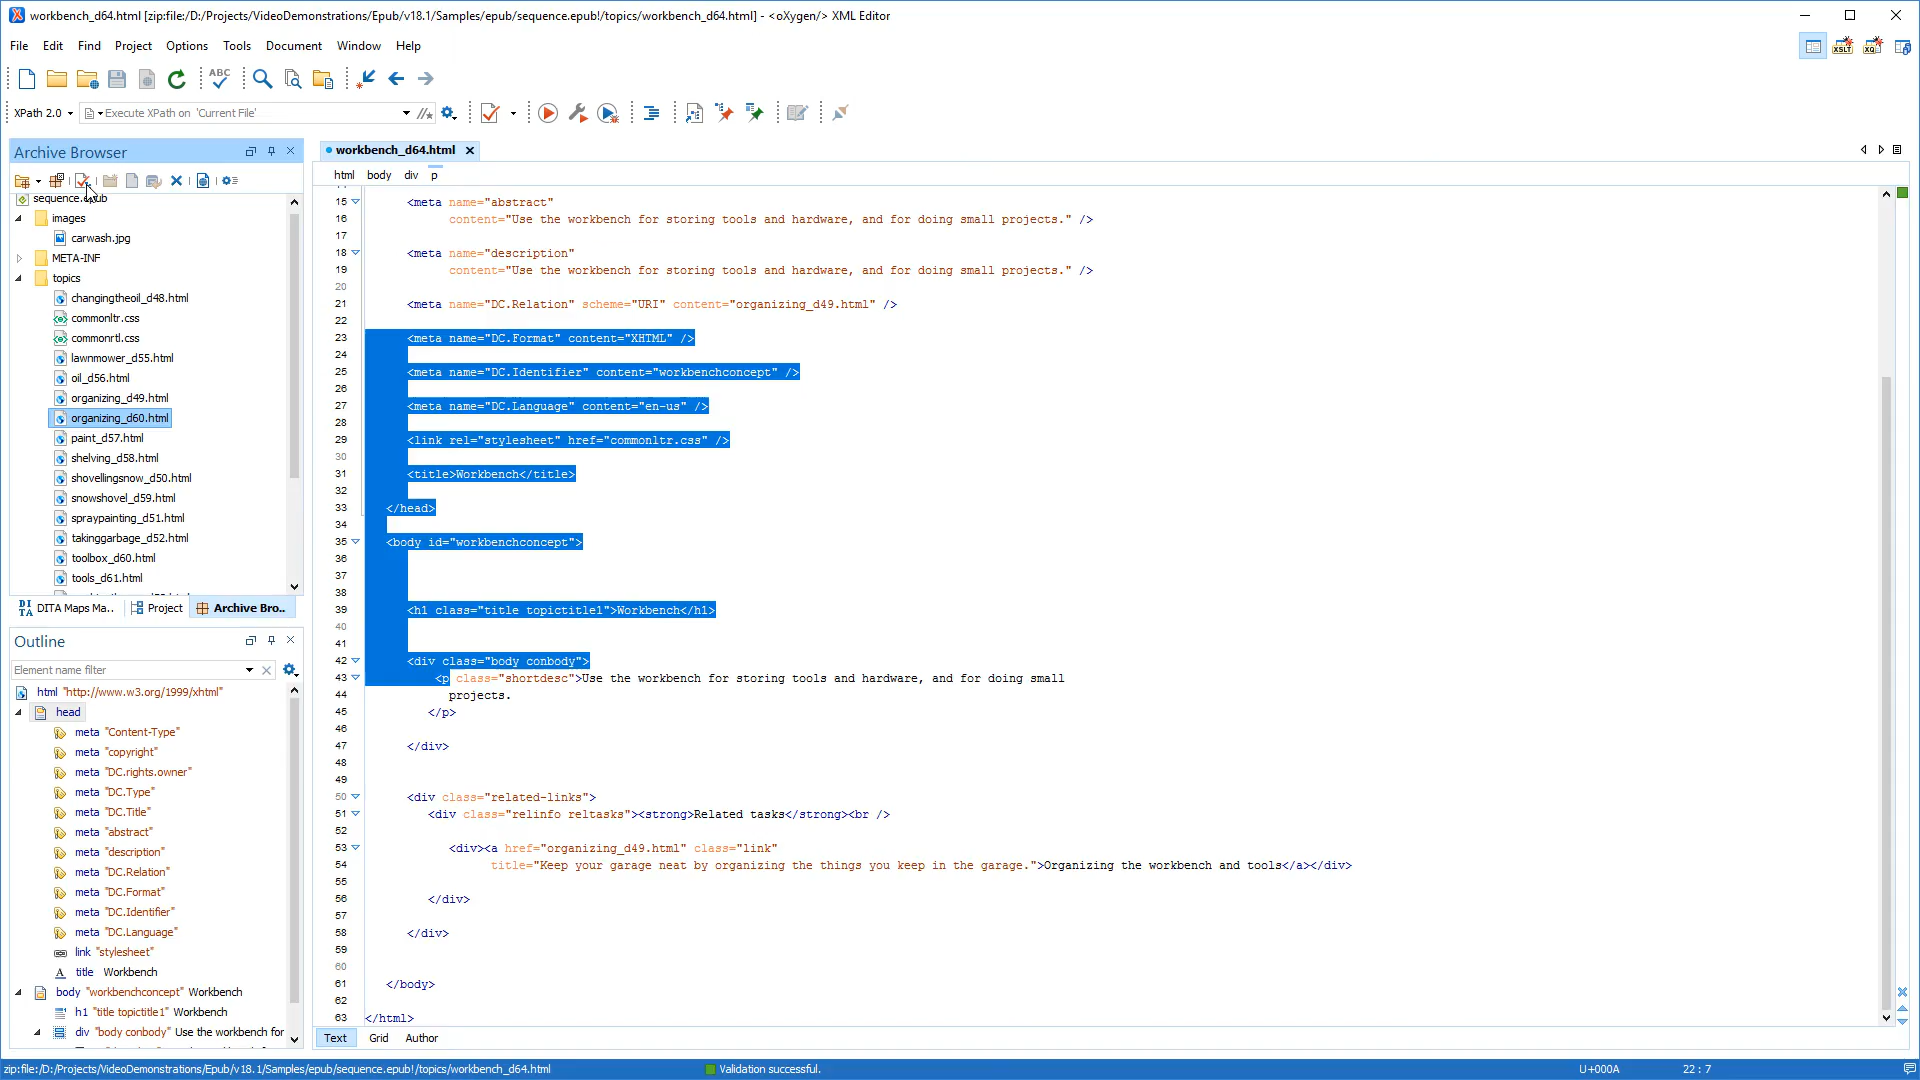 workbench_d64.html [zip:file:/D:/Projects/VideoDemonstrations/Epub/v18.1/Samples/epub/sequence.epub!/topics/workbench_d64.html] - <oXygen/> XML Editor
File Edit Find Project Options Tools Document Window Help
XSLT XQ
ABC
XPath 2.0 Execute XPath on 'Current File'
Archive Browser
sequence.epub
images
carwash.jpg
META-INF
topics
changingtheoil_d48.html
commonltr.css
commonrtl.css
lawnmower_d55.html
oil_d56.html
organizing_d49.html
organizing_d60.html
paint_d57.html
shelving_d58.html
shovellingsnow_d50.html
snowshovel_d59.html
spraypainting_d51.html
takinggarbage_d52.html
toolbox_d60.html
tools_d61.html
DITA DITA Maps Ma.. Project Archive Bro..
Outline
Element name filter
html "http://www.w3.org/1999/xhtml"
head
meta "Content-Type"
meta "copyright"
meta "DC.rights.owner"
meta "DC.Type"
meta "DC.Title"
meta "abstract"
meta "description"
meta "DC.Relation"
meta "DC.Format"
meta "DC.Identifier"
meta "DC.Language"
link "stylesheet"
A title Workbench
body "workbenchconcept" Workbench
h1 "title topictitle1" Workbench
div "body conbody" Use the workbench for
workbench_d64.html
html body div p
15 <meta name="abstract"
16 content="Use the workbench for storing tools and hardware, and for doing small projects." />
17
18 <meta name="description"
19 content="Use the workbench for storing tools and hardware, and for doing small projects." />
20
21 <meta name="DC.Relation" scheme="URI" content="organizing_d49.html" />
22
23 <meta name="DC.Format" content="XHTML" />
24
25 <meta name="DC.Identifier" content="workbenchconcept" />
26
27 <meta name="DC.Language" content="en-us" />
28
29 <link rel="stylesheet" href="commonltr.css" />
30
31 <title>Workbench</title>
32
33 </head>
34
35 <body id="workbenchconcept">
36
37
38
39 <h1 class="title topictitle1">Workbench</h1>
40
41
42 <div class="body conbody">
43 <p class="shortdesc">Use the workbench for storing tools and hardware, and for doing small
44 projects.
45 </p>
46
47 </div>
48
49
50 <div class="related-links">
51 <div class="relinfo reltasks"><strong>Related tasks</strong><br />
52
53 <div><a href="organizing_d49.html" class="link"
54 title="Keep your garage neat by organizing the things you keep in the garage.">Organizing the workbench and tools</a></div>
55
56 </div>
57
58 </div>
59
60
61 </body>
62
63 </html>
Text Grid Author
zip:file:/D:/Projects/VideoDemonstrations/Epub/v18.1/Samples/epub/sequence.epub!/topics/workbench_d64.html Validation successful. U+000A 22 : 7